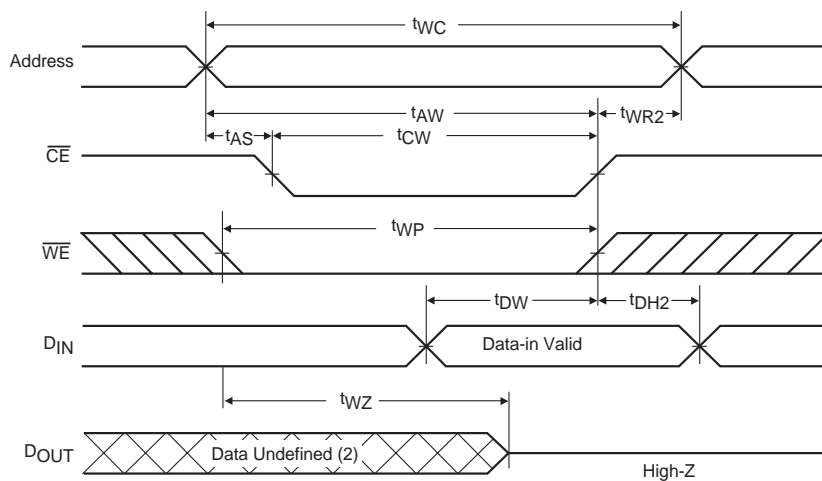 tWC
Address
tAW
tWR2
tAS
tCW
CE
tWP
WE
tDW
tDH2
DIN
Data-in Valid
tWZ
DOUT
Data Undefined (2)
High-Z